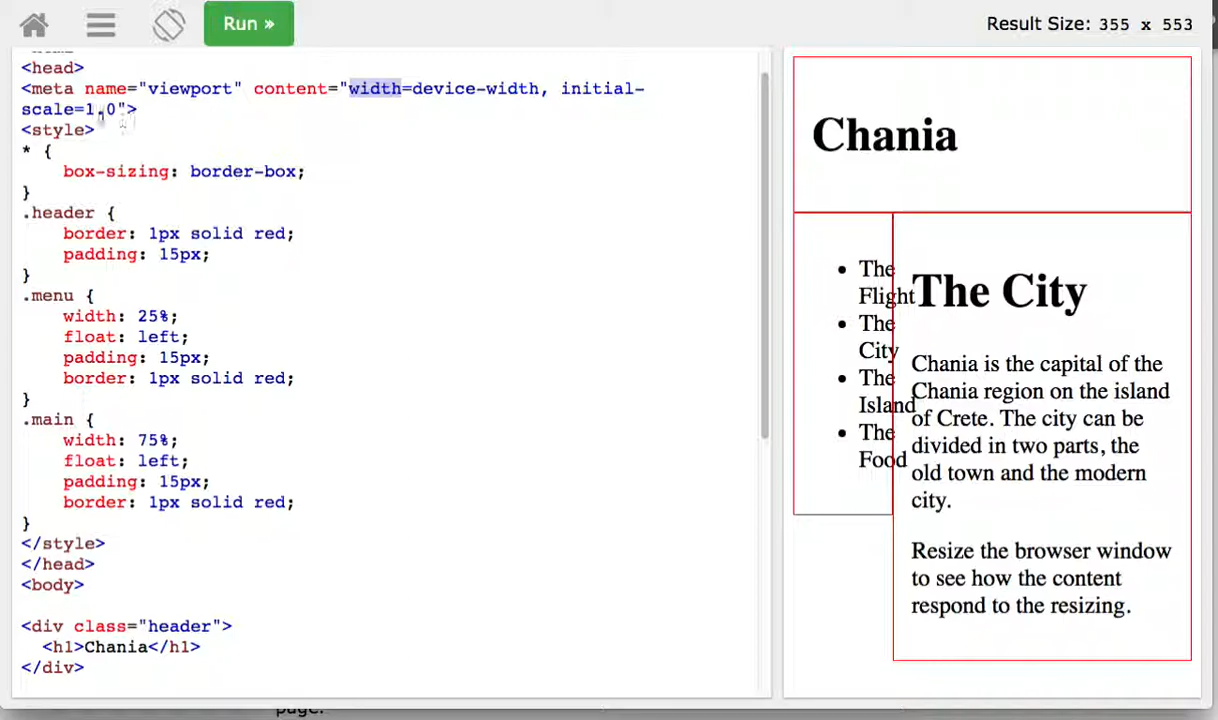 Run »
Result Size: 355 x 553
<head>
<meta name="viewport" content="width=device-width, initial-
scale=1.0">
<style>
* {
box-sizing: border-box;
}
.header {
border: 1px solid red;
padding: 15px;
}
.menu {
width: 25%;
float: left;
padding: 15px;
border: 1px solid red;
}
.main {
width: 75%;
float: left;
padding: 15px;
border: 1px solid red;
}
</style>
</head>
<body>
<div class="header">
<h1>Chania</h1>
</div>
Chania
The
Flight
The
City
The
Island
The
Food
The City
Chania is the capital of the
Chania region on the island
of Crete. The city can be
divided in two parts, the
old town and the modern
city.
Resize the browser window
to see how the content
respond to the resizing.
page.